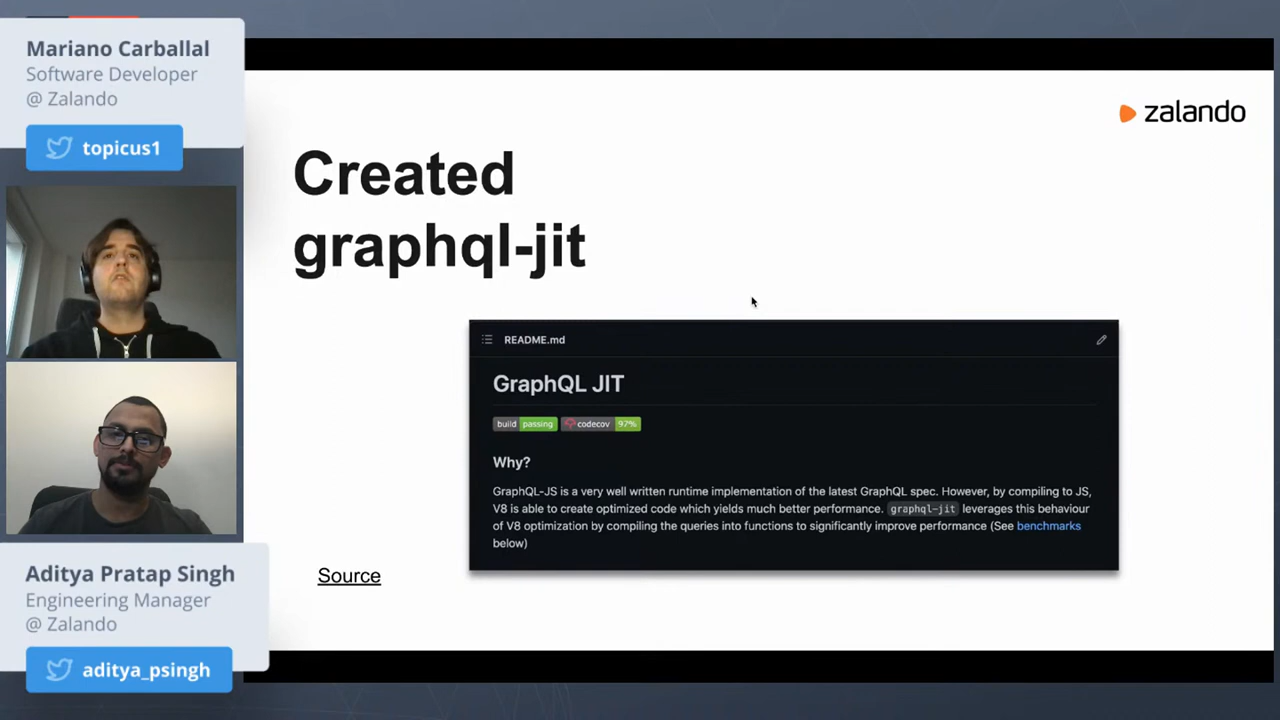 Mariano Carballal
Software Developer
@ Zalando
topicus1
Aditya Pratap Singh
Engineering Manager
@ Zalando
aditya_psingh
zalando
Created
graphql-jit
README.md
GraphQL JIT
build passing codecov 97%
Why?
GraphQL-JS is a very well written runtime implementation of the latest GraphQL spec. However, by compiling to JS,
V8 is able to create optimized code which yields much better performance. graphql-jit leverages this behaviour
of V8 optimization by compiling the queries into functions to significantly improve performance (See benchmarks
below)
Source